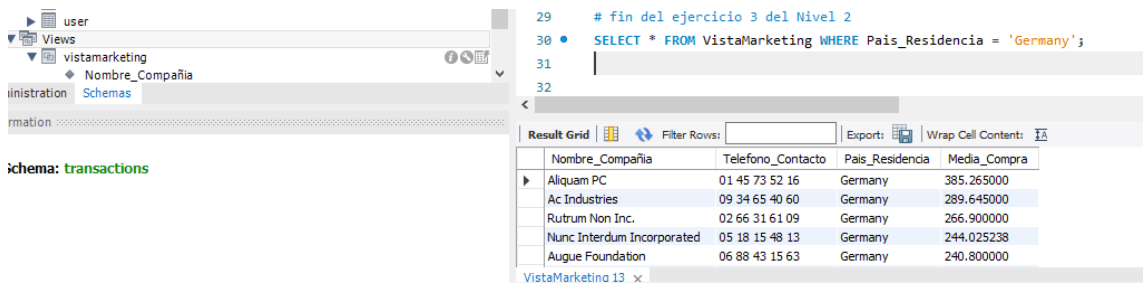 user
Views
vistamarketing
Nombre_Compañia
inistration Schemas
rmation
Schema: transactions
29 # fin del ejercicio 3 del Nivel 2
30 SELECT * FROM VistaMarketing WHERE Pais_Residencia = 'Germany';
31
32
Result Grid Filter Rows: Export: Wrap Cell Content: IA
Nombre_Compañia Telefono_Contacto Pais_Residencia Media_Compra
Aliquam PC 01 45 73 52 16 Germany 385.265000
Ac Industries 09 34 65 40 60 Germany 289.645000
Rutrum Non Inc. 02 66 31 61 09 Germany 266.900000
Nunc Interdum Incorporated 05 18 15 48 13 Germany 244.025238
Augue Foundation 06 88 43 15 63 Germany 240.800000
VistaMarketing 13